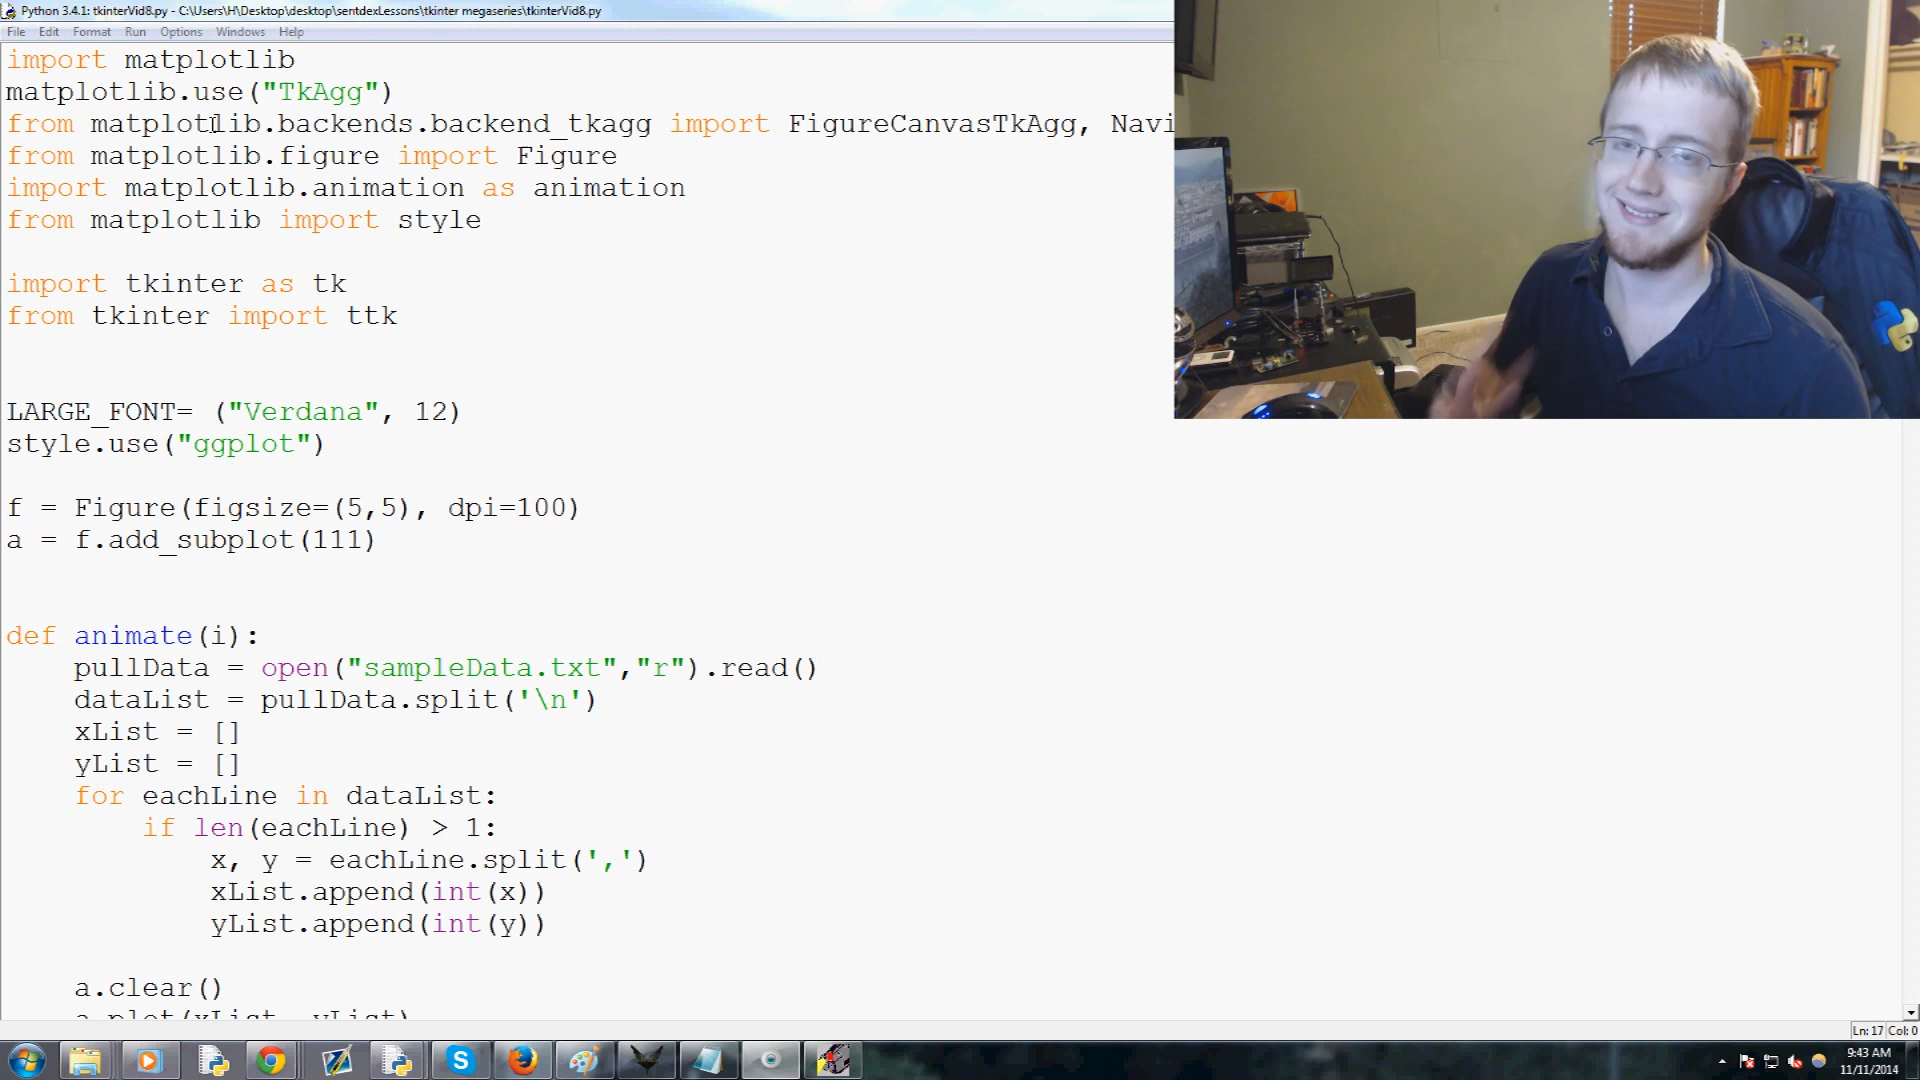 Python 3.4.1: tkinterVid8.py - C:\Users\H\Desktop\desktop\sentdexLessons\tkinter megaseries\tkinterVid8.py
File Edit Format Run Options Windows Help
import matplotlib
matplotlib.use("TkAgg")
from matplotlib.backends.backend_tkagg import FigureCanvasTkAgg, Navi
from matplotlib.figure import Figure
import matplotlib.animation as animation
from matplotlib import style
import tkinter as tk
from tkinter import ttk
LARGE_FONT= ("Verdana", 12)
style.use("ggplot")
f = Figure(figsize=(5,5), dpi=100)
a = f.add_subplot(111)
def animate(i):
    pullData = open("sampleData.txt","r").read()
    dataList = pullData.split('\n')
    xList = []
    yList = []
    for eachLine in dataList:
        if len(eachLine) > 1:
            x, y = eachLine.split(',')
            xList.append(int(x))
            yList.append(int(y))
    a.clear()
    a.plot(xList, yList)
Ln: 17 Col: 0
9:43 AM
11/11/2014